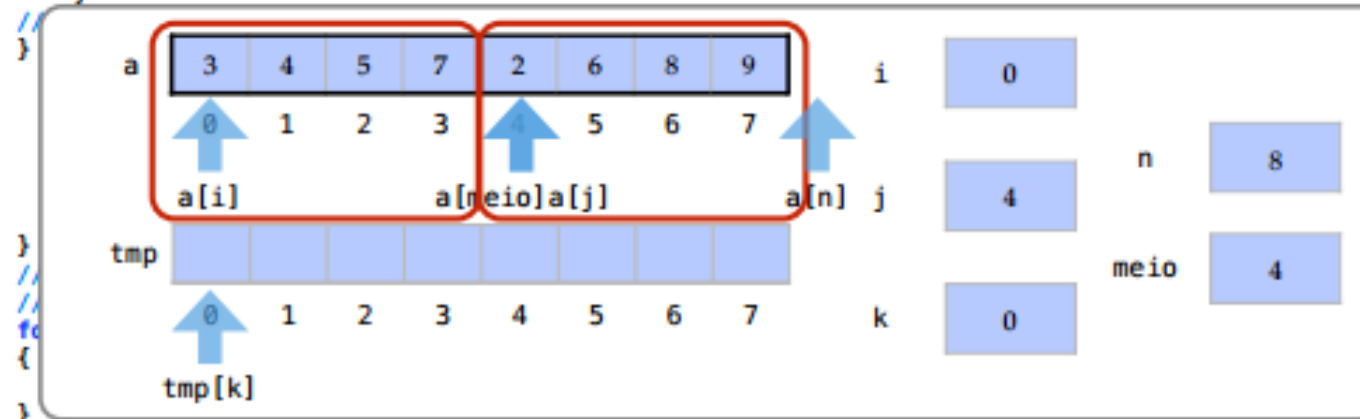 //
}
a 3 4 5 7 2 6 8 9 i 0
0 1 2 3 4 5 6 7
n 8
a[i] a[meio]a[j] a[n] j 4
} tmp
meio 4
//
//
0 1 2 3 4 5 6 7 k 0
fo
{
tmp[k]
}